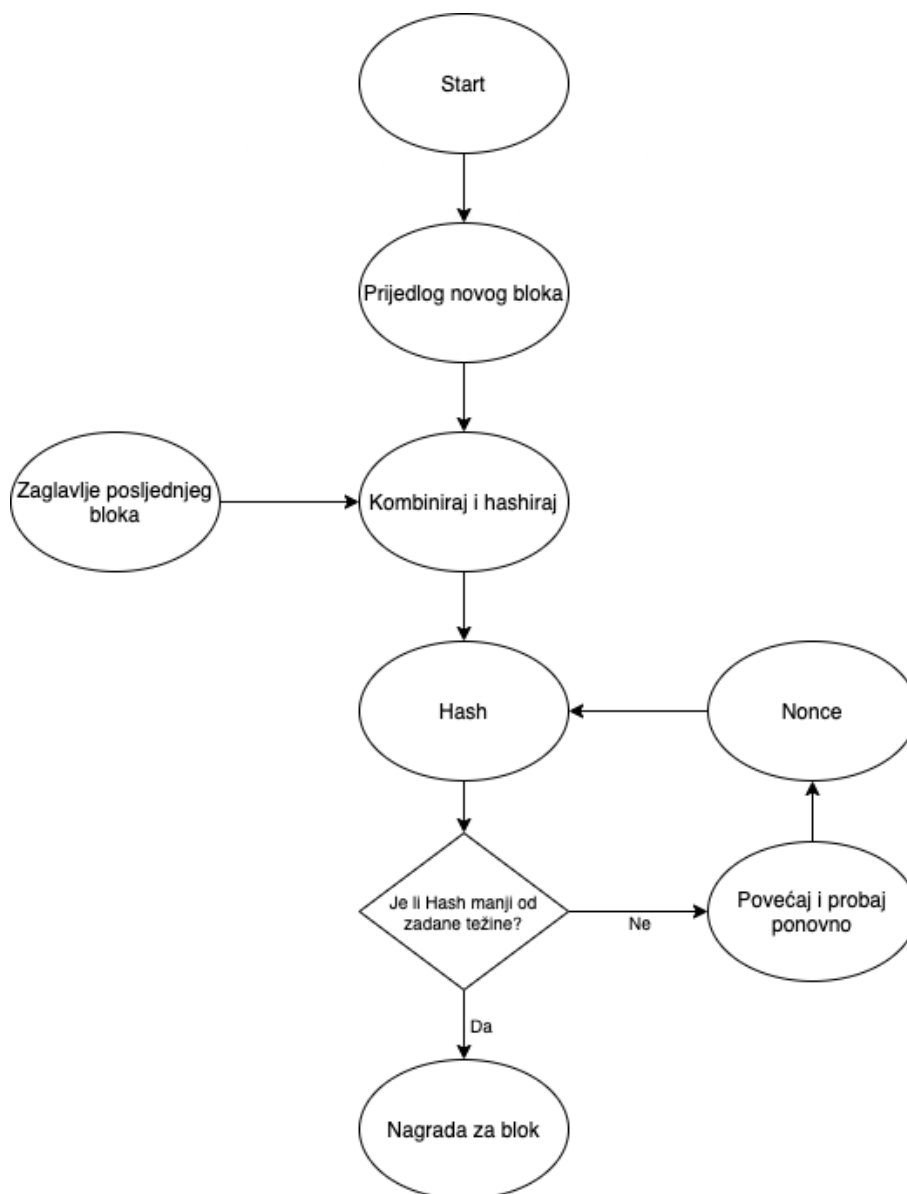 Start
Prijedlog novog bloka
Zaglavlje posljednjeg
bloka
Kombiniraj i hashiraj
Hash
Nonce
Je li Hash manji od
zadane težine?
Ne
Povećaj i probaj
ponovno
Da
Nagrada za blok